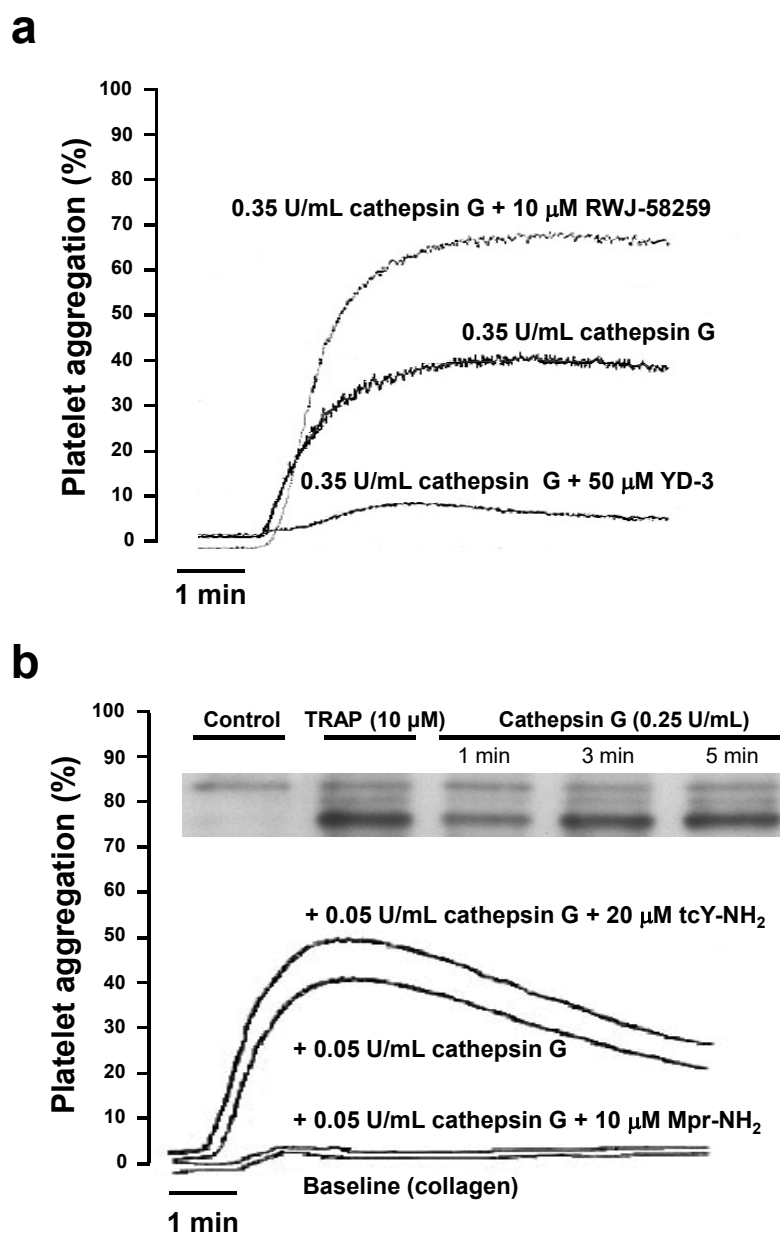 a
Platelet aggregation (%)
100
90
80
70
60
50
40
30
20
10
0
0.35 U/mL cathepsin G + 10 μM RWJ-58259
0.35 U/mL cathepsin G
0.35 U/mL cathepsin G + 50 μM YD-3
1 min
b
Platelet aggregation (%)
100
90
80
70
60
50
40
30
20
10
0
Control TRAP (10 μM) Cathepsin G (0.25 U/mL)
1 min 3 min 5 min
+ 0.05 U/mL cathepsin G + 20 μM tcY-NH₂
+ 0.05 U/mL cathepsin G
+ 0.05 U/mL cathepsin G + 10 μM Mpr-NH₂
Baseline (collagen)
1 min